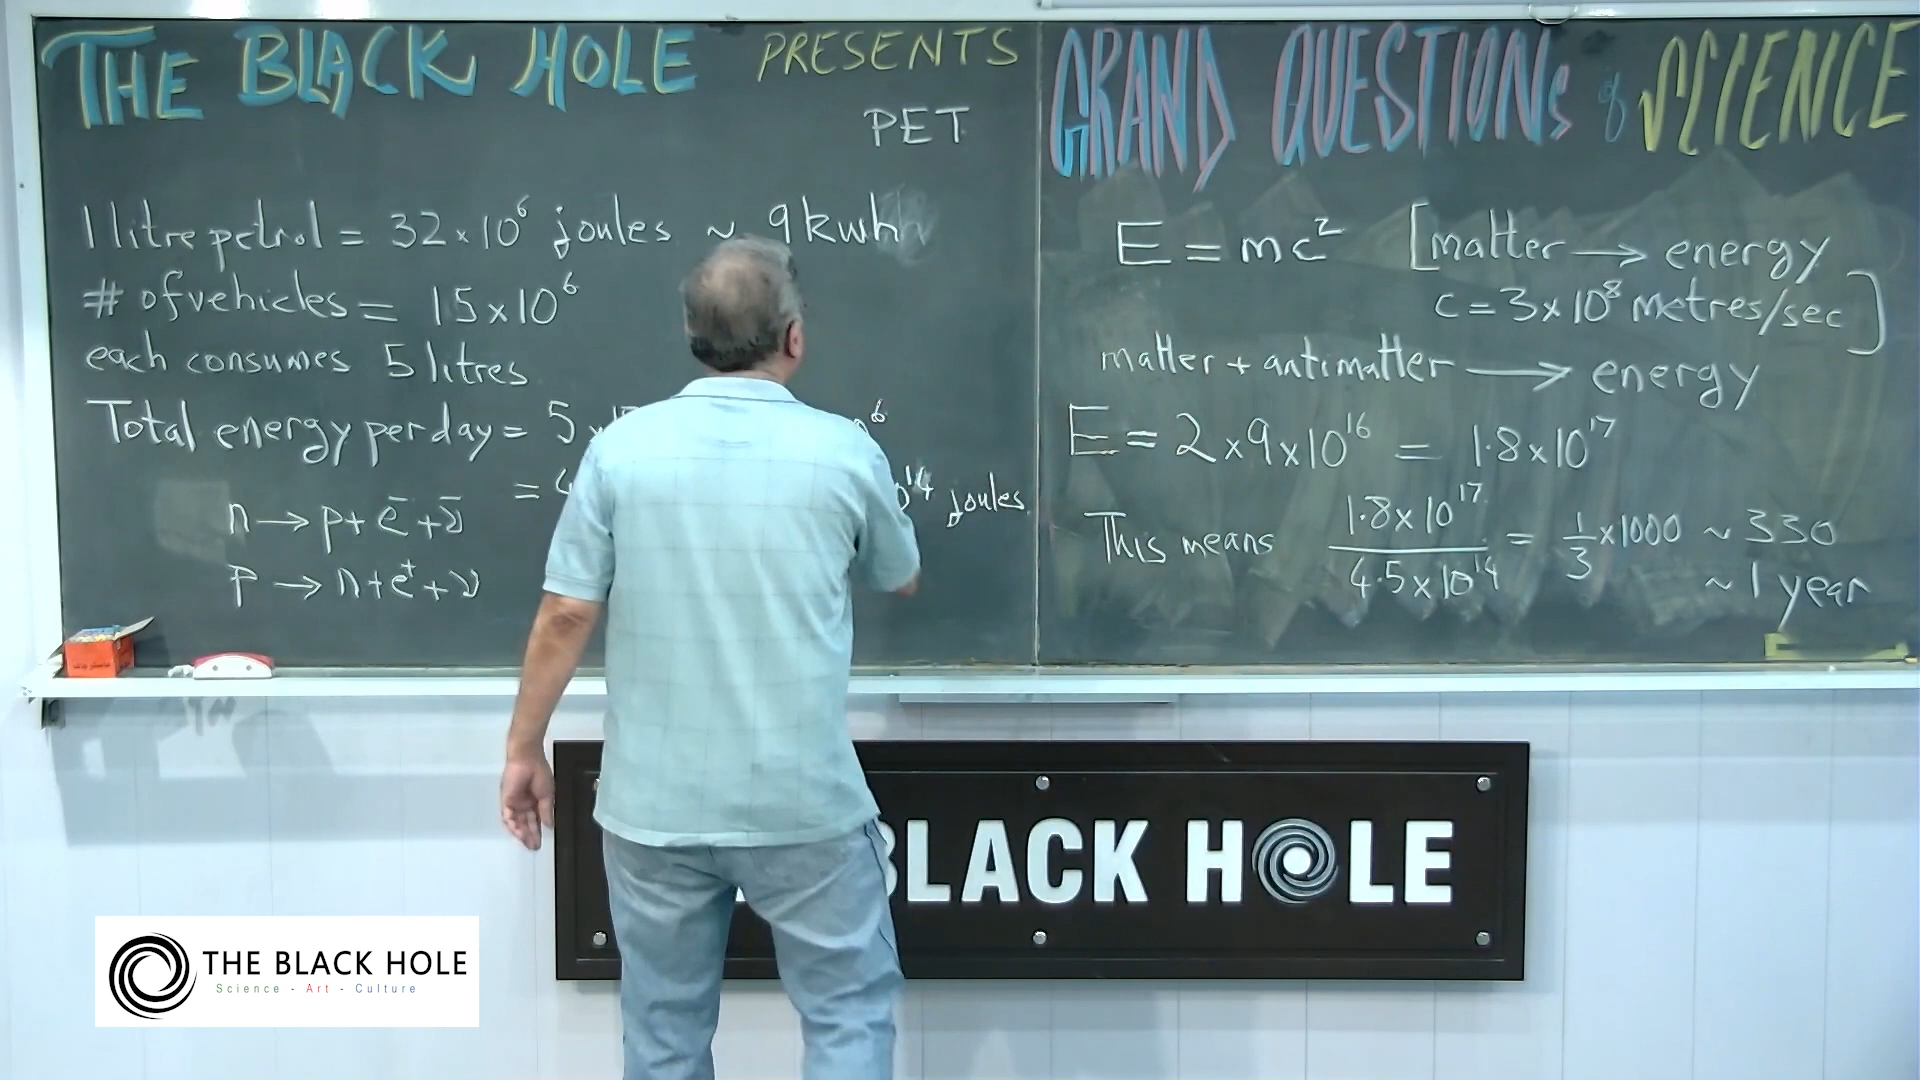 THE BLACK HOLE PRESENTS
PET
1 litre petrol = 32 × 10⁶ joules ~ 9 kwh
# of vehicles = 15 × 10⁶
each consumes 5 litres
Total energy per day = 5 ×
=
joules
n → p + e⁻ + ν̄
p → n + e⁺ + ν
GRAND QUESTIONs of SCIENCE
E = mc² [matter → energy
c = 3 × 10⁸ metres/sec]
matter + antimatter → energy
E = 2 × 9 × 10¹⁶ = 1.8 × 10¹⁷
This means 1.8 × 10¹⁷ / 4.5 × 10¹⁴ = 1/3 × 1000 ~ 330
~ 1 year
BLACK HOLE
THE BLACK HOLE
Science - Art - Culture